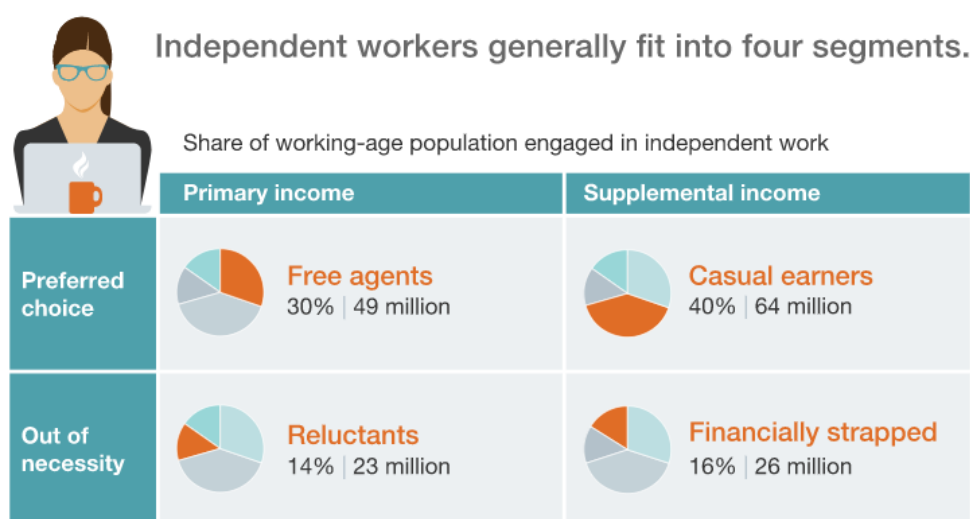 Independent workers generally fit into four segments.
Share of working-age population engaged in independent work
Primary income
Supplemental income
Preferred
choice
Free agents
30% | 49 million
Casual earners
40% | 64 million
Out of
necessity
Reluctants
14% | 23 million
Financially strapped
16% | 26 million